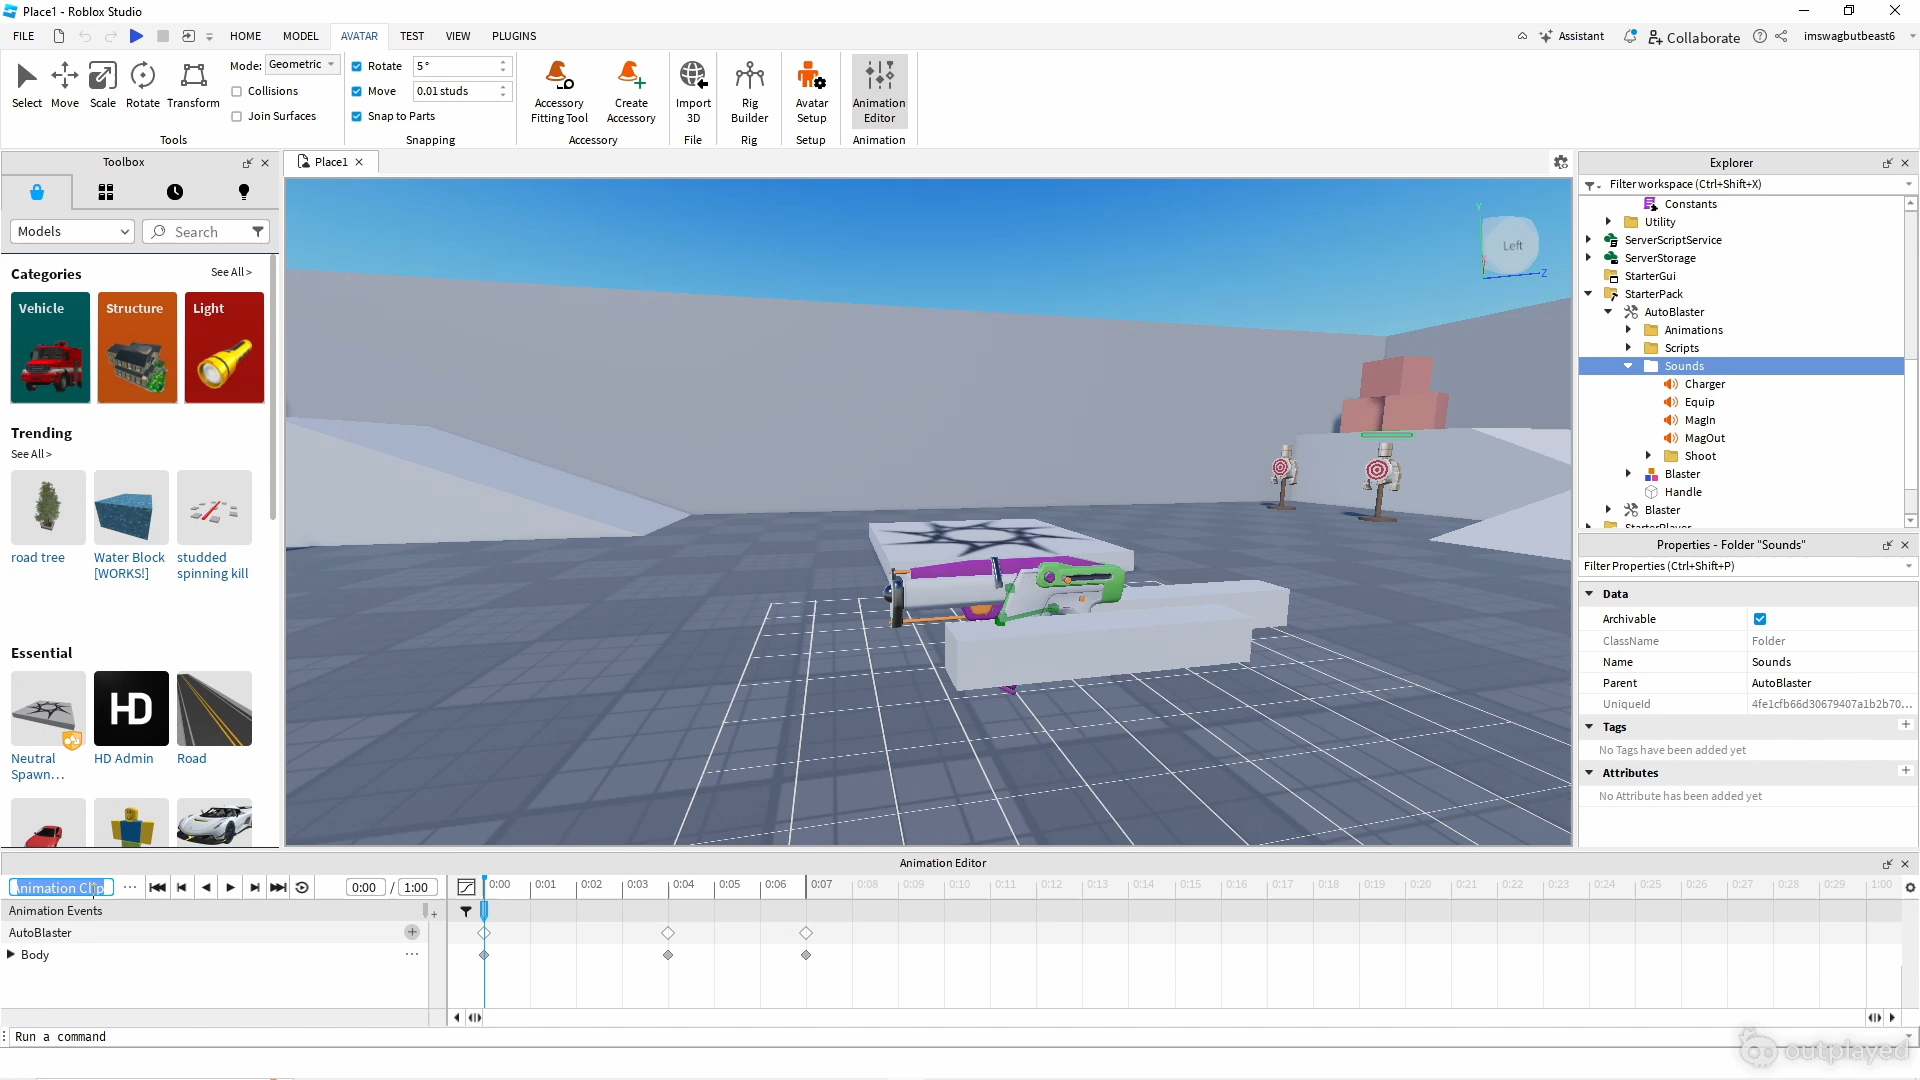 Place1 - Roblox Studio
FILE HOME MODEL AVATAR TEST VIEW PLUGINS Assistant Collaborate imswagbutbeast6
Select Move Scale Rotate Transform
Mode: Geometric
Collisions
Join Surfaces
Tools
Rotate 5°
Move 0.01 studs
Snap to Parts
Snapping
Accessory Fitting Tool
Create Accessory
Accessory
Import 3D
File
Rig Builder
Rig
Avatar Setup
Setup
Animation Editor
Animation
Toolbox
Models Search
Categories See All >
Vehicle Structure Light
Trending
See All >
road tree
Water Block [WORKS!]
studded spinning kill
Essential
HD
Neutral Spawn...
HD Admin
Road
Place1
Left
Y
Z
Explorer
Filter workspace (Ctrl+Shift+X)
Constants
Utility
ServerScriptService
ServerStorage
StarterGui
StarterPack
AutoBlaster
Animations
Scripts
Sounds
Charger
Equip
MagIn
MagOut
Shoot
Blaster
Handle
Blaster
StarterPlayer
Properties - Folder "Sounds"
Filter Properties (Ctrl+Shift+P)
Data
Archivable
ClassName Folder
Name Sounds
Parent AutoBlaster
UniqueId 4fe1cfb66d30679407a1b2b70...
Tags
No Tags have been added yet
Attributes
No Attribute has been added yet
Animation Editor
Animation Clip ... 0:00 / 1:00
0:00 0:01 0:02 0:03 0:04 0:05 0:06 0:07 0:08 0:09 0:10 0:11 0:12 0:13 0:14 0:15 0:16 0:17 0:18 0:19 0:20 0:21 0:22 0:23 0:24 0:25 0:26 0:27 0:28 0:29 1:00
Animation Events
AutoBlaster
Body
Run a command
outplayed